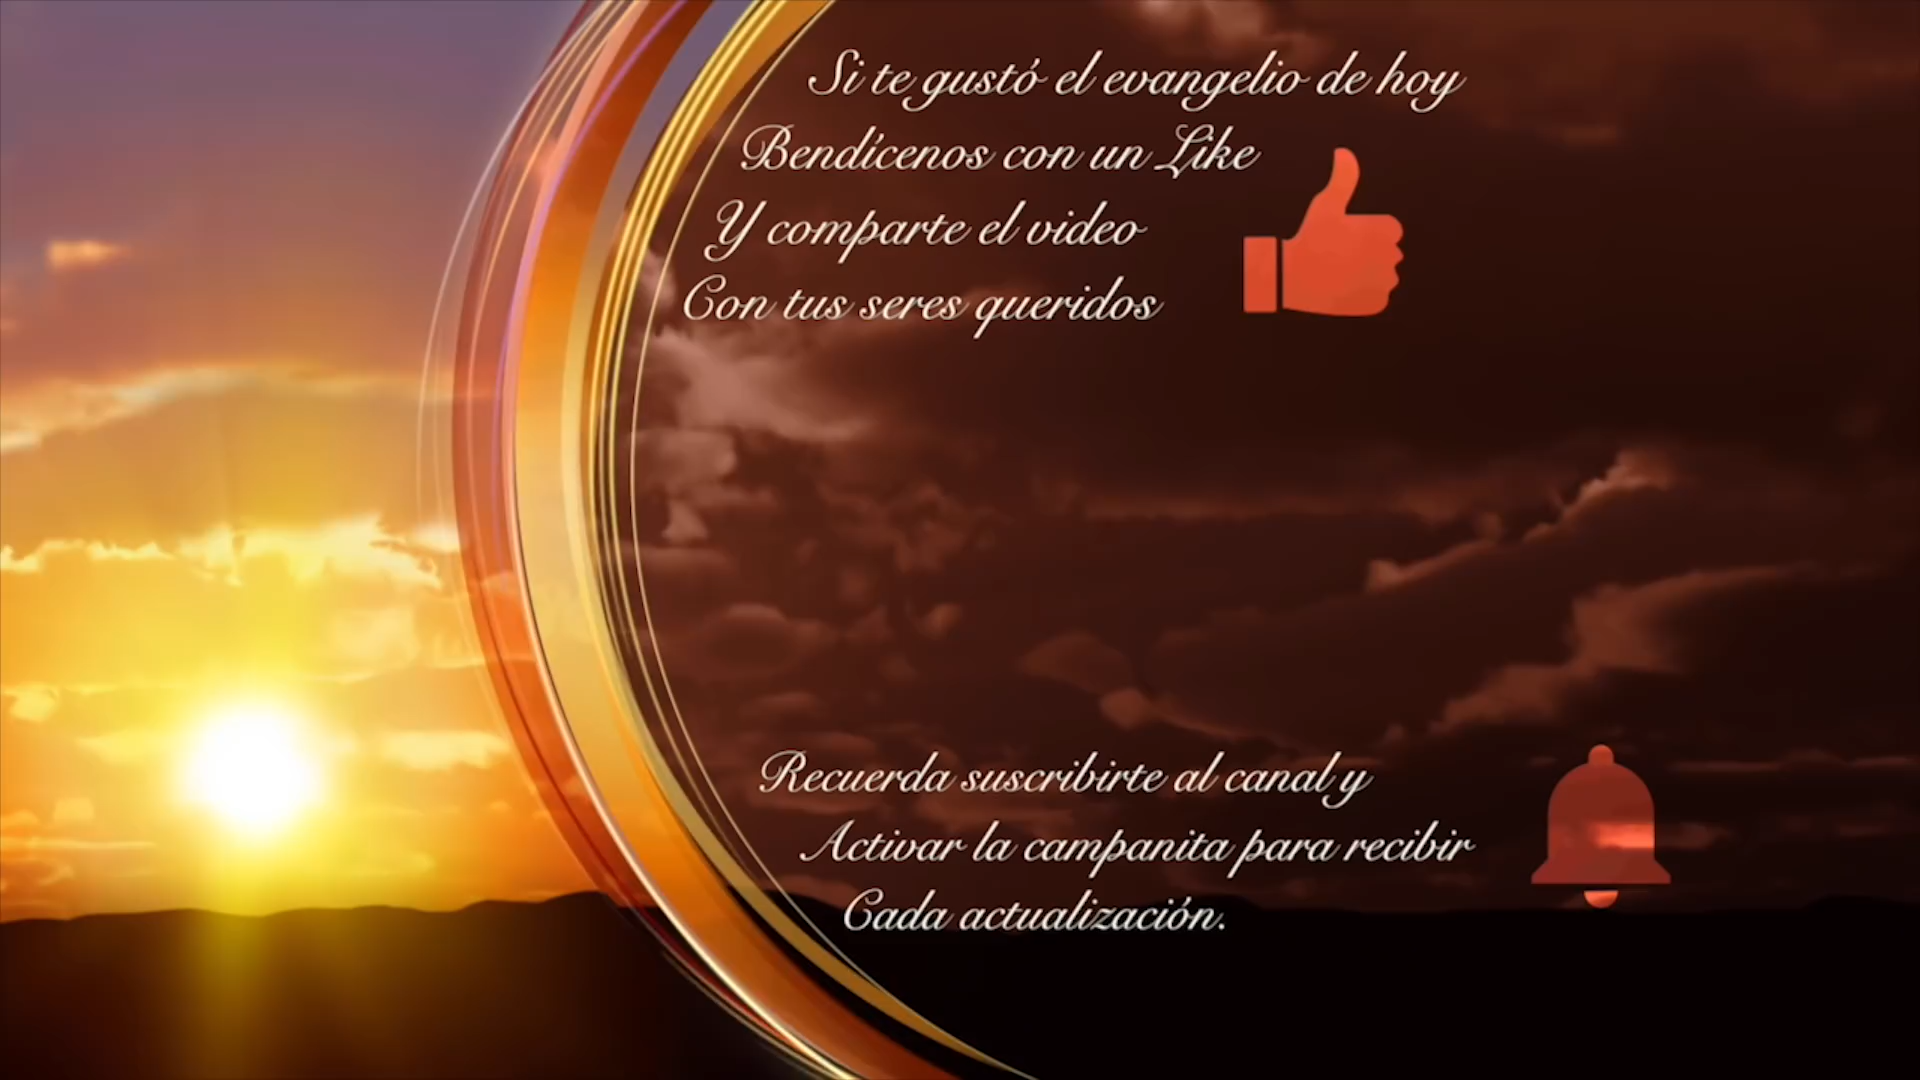 Si te gustó el evangelio de hoy
Bendícenos con un Like
Y comparte el video
Con tus seres queridos
Recuerda suscribirte al canal y
Activar la campanita para recibir
Cada actualización.